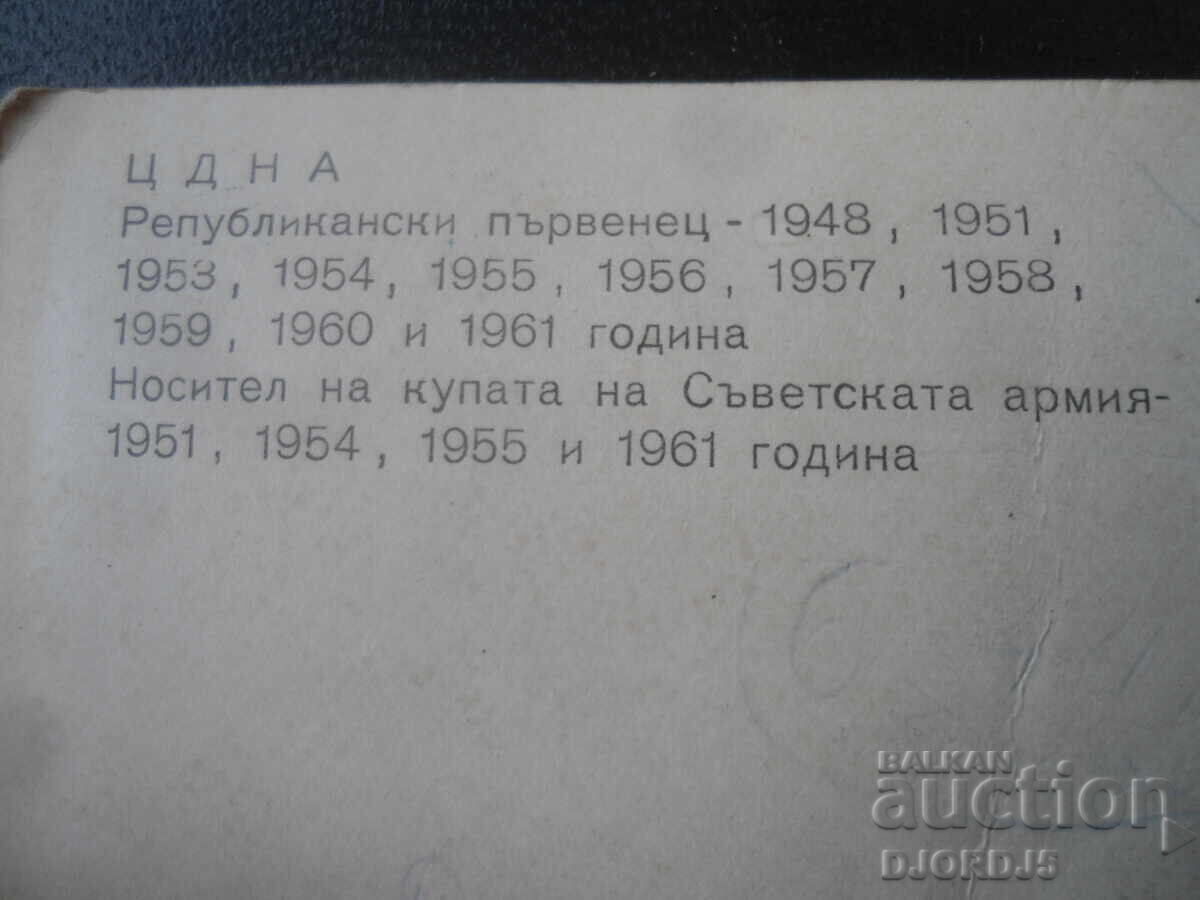 Ц Д Н А
Републикански първенец - 1948, 1951,
1953, 1954, 1955, 1956, 1957, 1958,
1959, 1960 и 1961 година
Носител на купата на Съветската армия-
1951, 1954, 1955 и 1961 година
BALKAN
auction
DJORDJ5